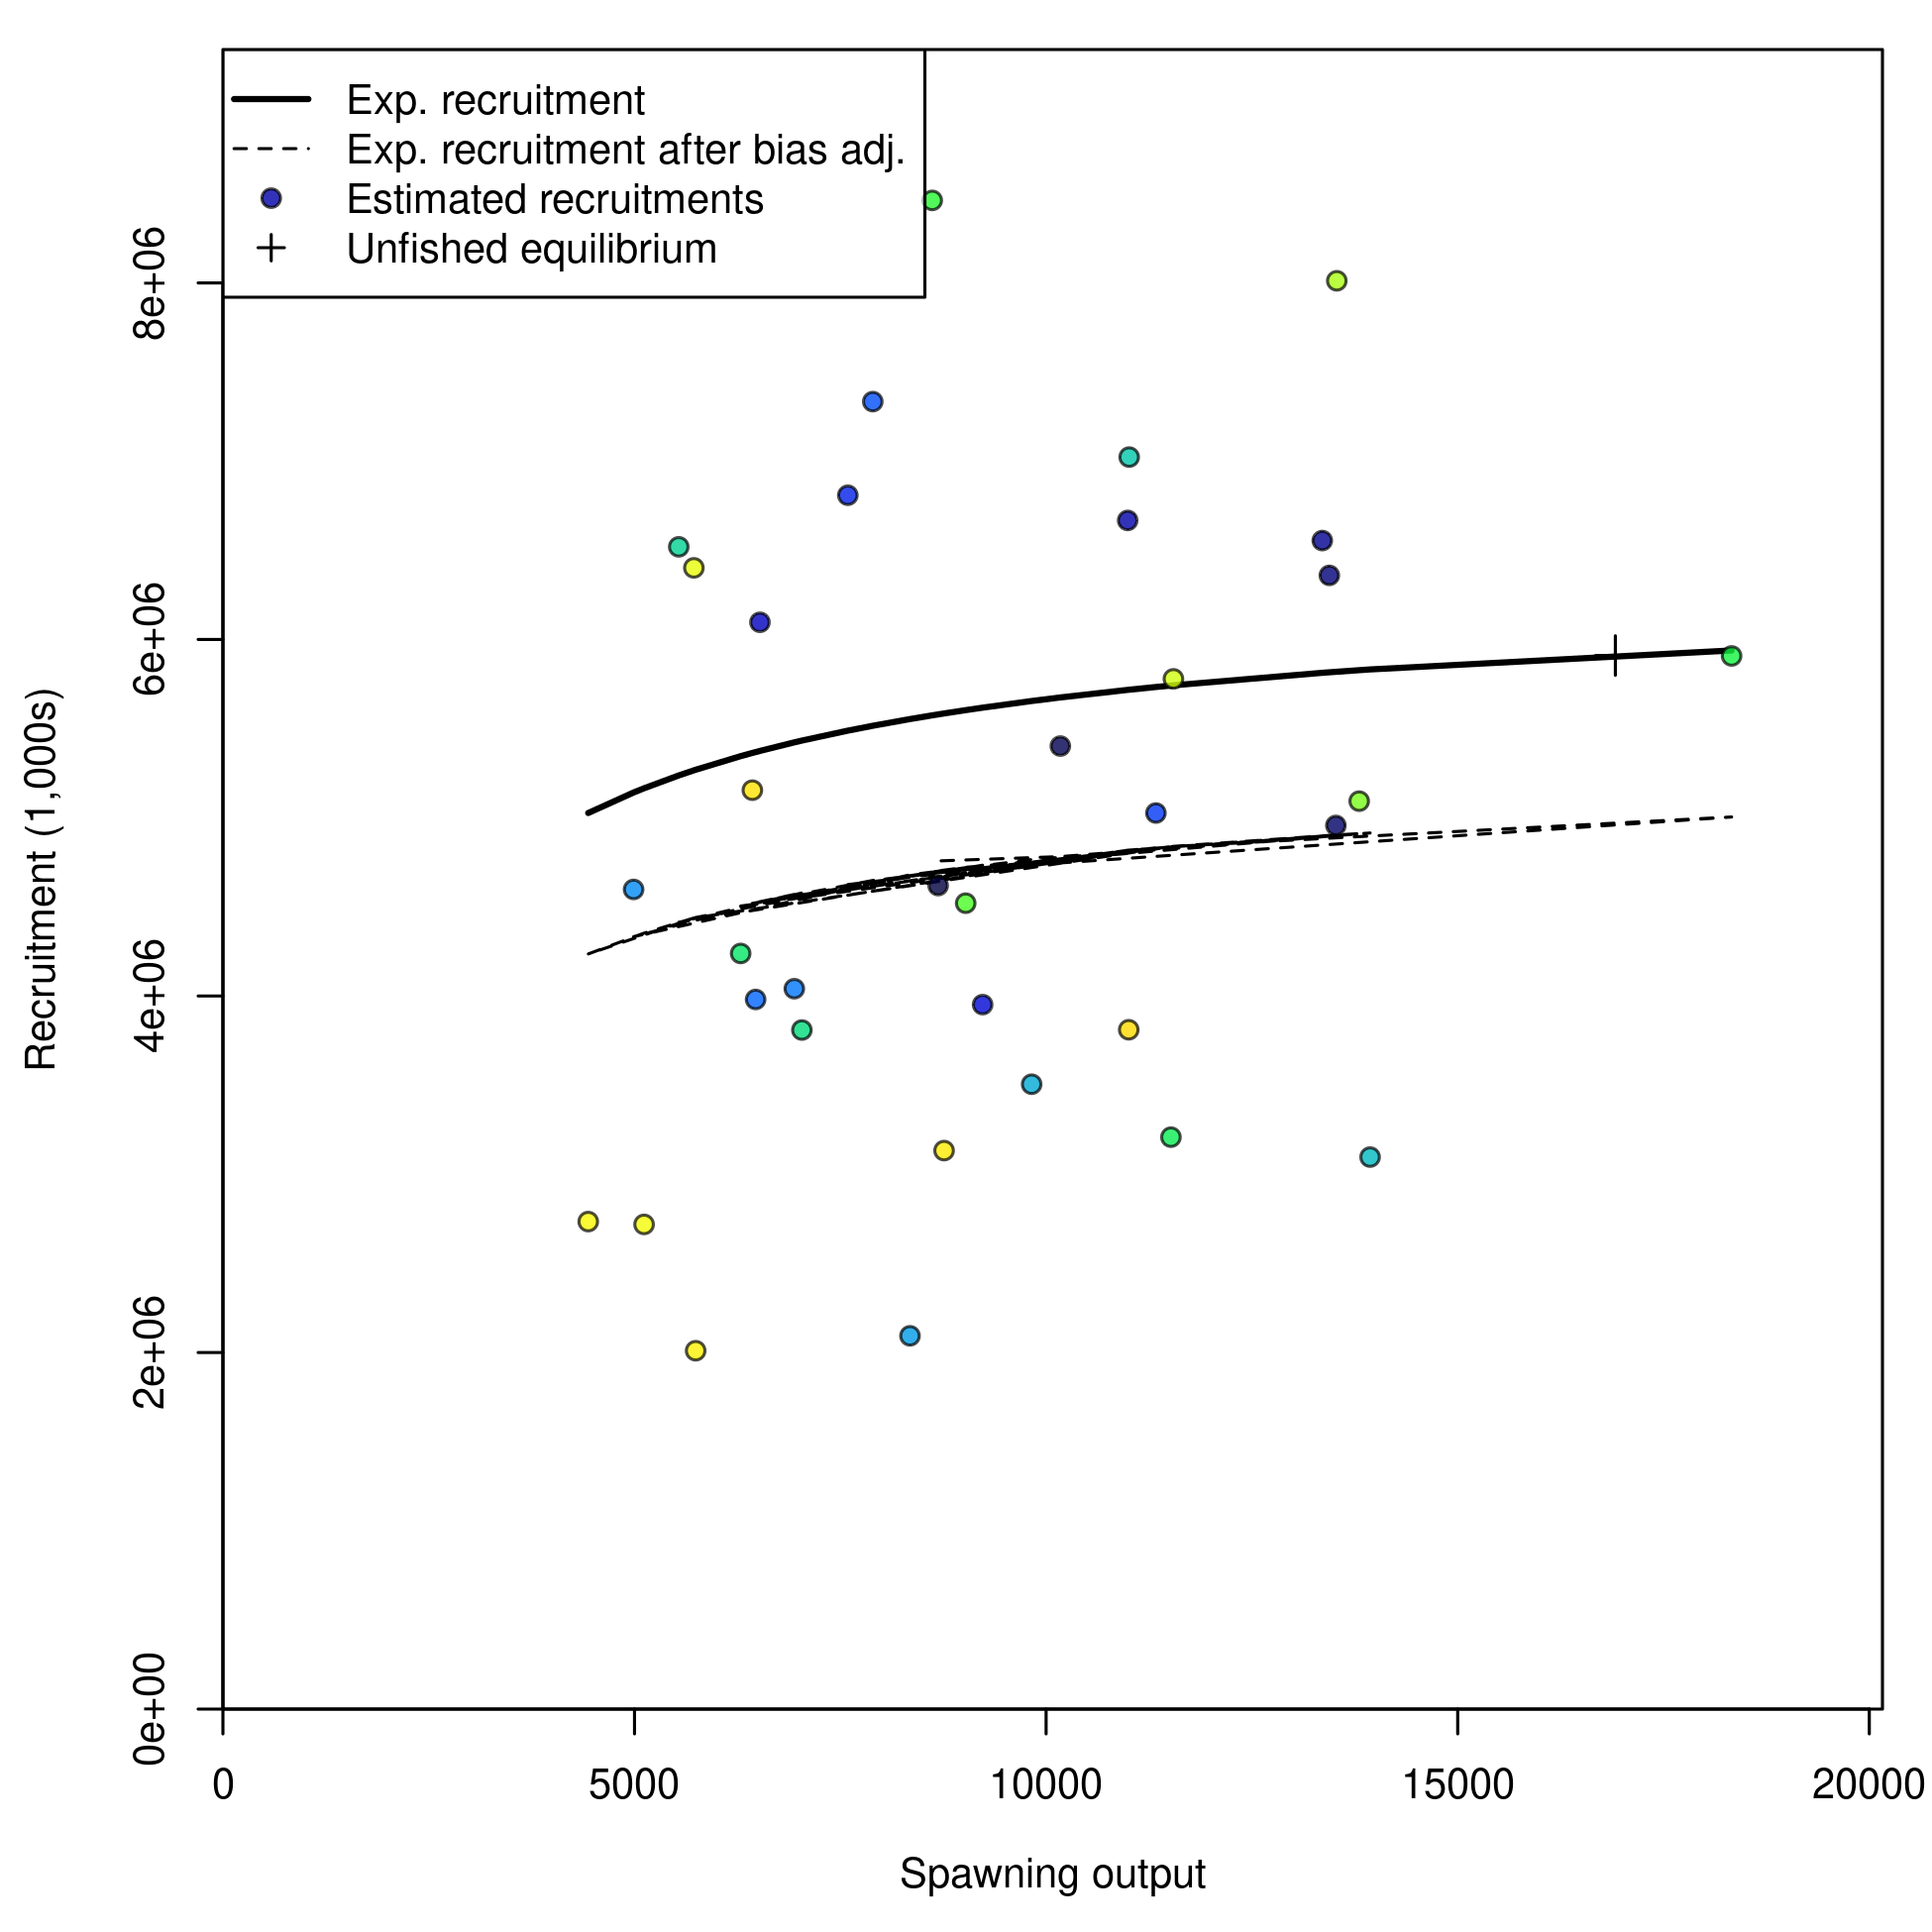 Exp. recruitment
Exp. recruitment after bias adj.
Estimated recruitments
Unfished equilibrium
8e+06
6e+06
4e+06
2e+06
0e+00
Recruitment (1,000s)
0 5000 10000 15000 20000
Spawning output